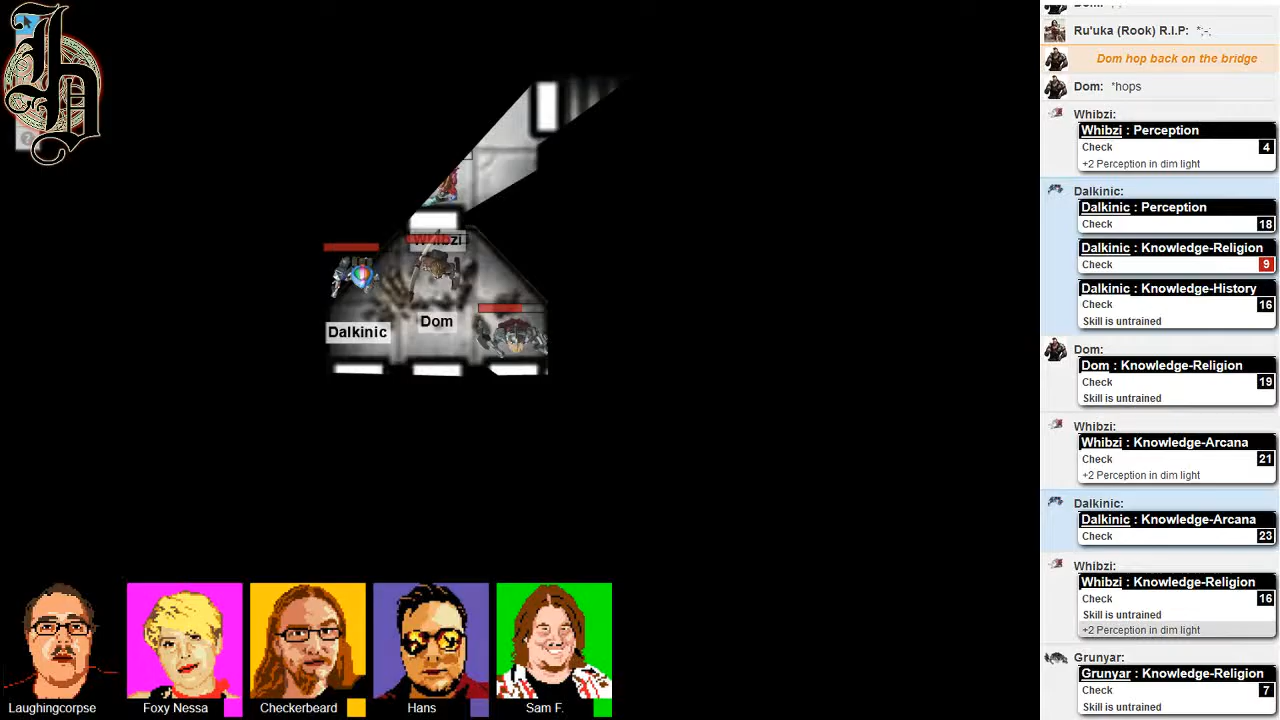 Ru'uka (Rook) R.I.P: *;-;
Dom hop back on the bridge
Dom: *hops
Whibzi:
Whibzi : Perception
Check 4
+2 Perception in dim light
Dalkinic:
Dalkinic : Perception
Check 18
Dalkinic : Knowledge-Religion
Check 9
Dalkinic : Knowledge-History
Check 16
Skill is untrained
Dom:
Dom : Knowledge-Religion
Check 19
Skill is untrained
Whibzi:
Whibzi : Knowledge-Arcana
Check 21
+2 Perception in dim light
Dalkinic:
Dalkinic : Knowledge-Arcana
Check 23
Whibzi:
Whibzi : Knowledge-Religion
Check 16
Skill is untrained
+2 Perception in dim light
Grunyar:
Grunyar : Knowledge-Religion
Check 7
Skill is untrained
Whibzi
Dom
Dalkinic
Laughingcorpse
Foxy Nessa
Checkerbeard
Hans
Sam F.